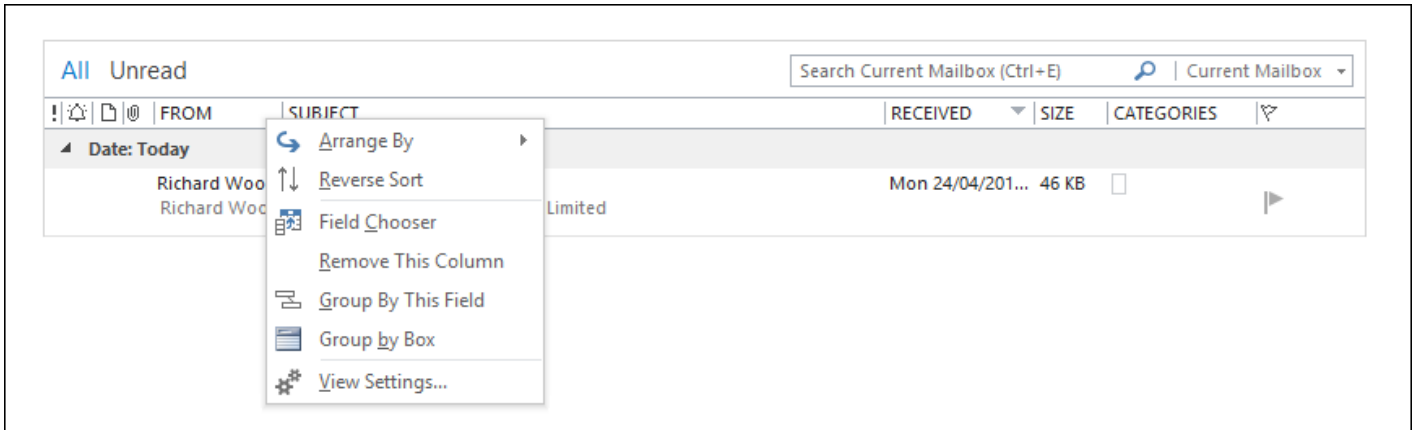 All Unread
Search Current Mailbox (Ctrl+E) Current Mailbox
! FROM SUBJECT RECEIVED SIZE CATEGORIES
Date: Today
Richard Woo Mon 24/04/201... 46 KB
Richard Woo Limited
Arrange By
Reverse Sort
Field Chooser
Remove This Column
Group By This Field
Group by Box
View Settings...